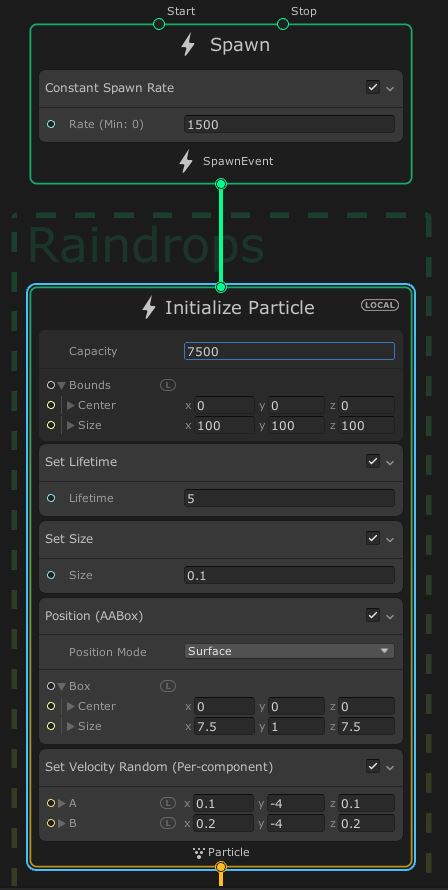 Start Stop
Spawn
Constant Spawn Rate
Rate (Min: 0) 1500
SpawnEvent
Raindrops
Initialize Particle LOCAL
Capacity 7500
Bounds L
Center x 0 y 0 z 0
Size x 100 y 100 z 100
Set Lifetime
Lifetime 5
Set Size
Size 0.1
Position (AABox)
Position Mode Surface
Box L
Center x 0 y 0 z 0
Size x 7.5 y 1 z 7.5
Set Velocity Random (Per-component)
A L x 0.1 y -4 z 0.1
B L x 0.2 y -4 z 0.2
Particle